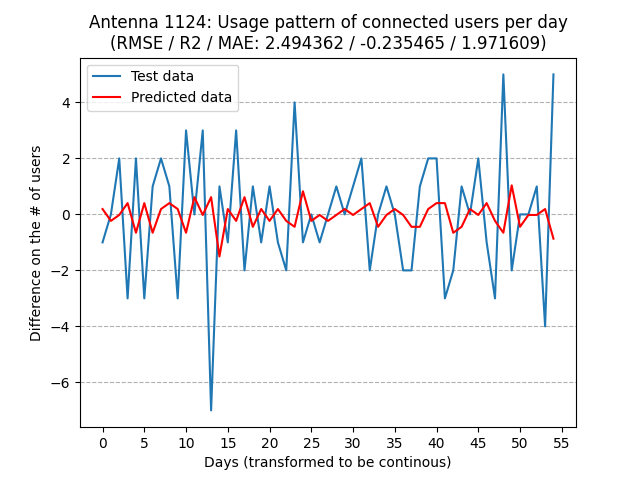 Antenna 1124: Usage pattern of connected users per day
(RMSE / R2 / MAE: 2.494362 / -0.235465 / 1.971609)
Test data
Predicted data
Difference on the # of users
4
2
0
−2
−4
−6
0 5 10 15 20 25 30 35 40 45 50 55
Days (transformed to be continous)